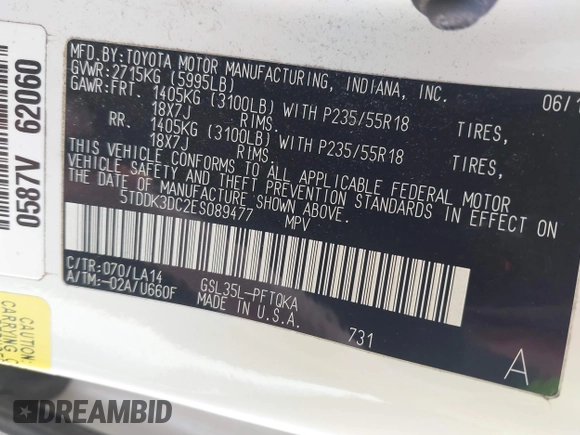 MFD.BY:TOYOTA MOTOR MANUFACTURING, INDIANA, INC.
GVWR:2715KG (5995LB) 06/
GAWR:FRT. 1405KG (3100LB) WITH P235/55R18 TIRES,
18X7J RIMS.
RR. 1405KG (3100LB) WITH P235/55R18 TIRES,
18X7J RIMS.
THIS VEHICLE CONFORMS TO ALL APPLICABLE FEDERAL MOTOR
VEHICLE SAFETY AND THEFT PREVENTION STANDARDS IN EFFECT ON
THE DATE OF MANUFACTURE SHOWN ABOVE.
5TDDK3DC2ES089477 MPV
C/TR:070/LA14 GSL35L-PFTQKA
A/TM:-02A/U660F MADE IN U.S.A.
731
A
0587V 62060
CAUTION
CARRYING
DREAMBID